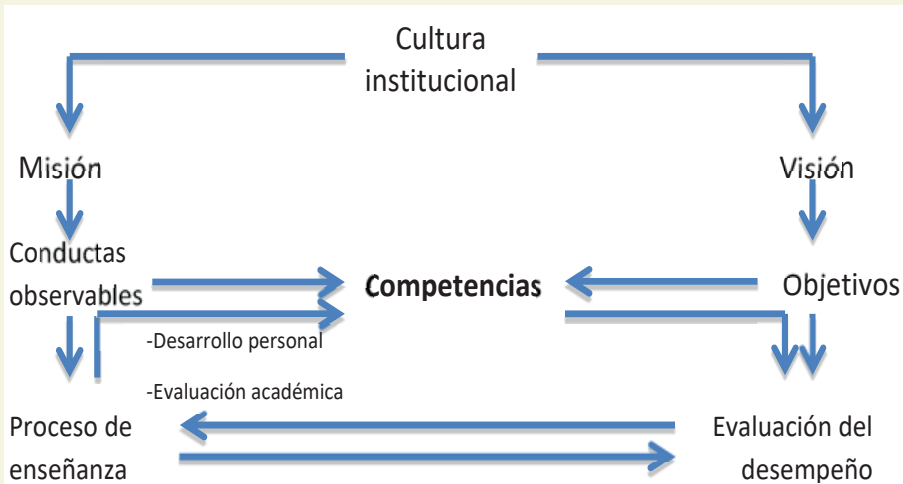 Cultura
institucional
Misión
Visión
Conductas
observables
Competencias
Objetivos
-Desarrollo personal
-Evaluación académica
Proceso de
enseñanza
Evaluación del
desempeño